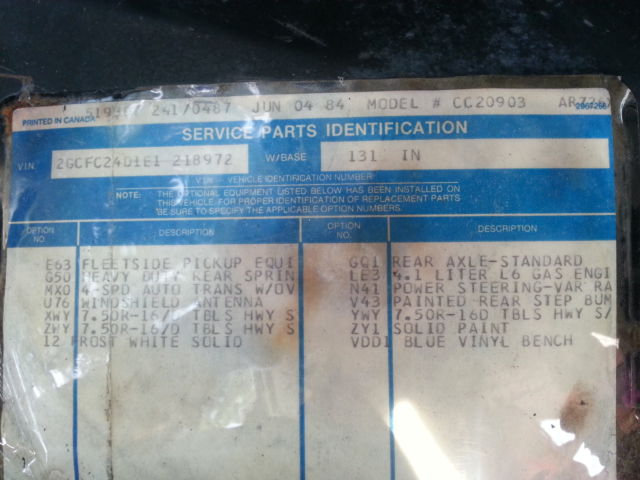 241/0487 JUN 04 84 MODEL # CC20903
PRINTED IN CANADA
SERVICE PARTS IDENTIFICATION
VIN 2GCFC24D1E1 218972 W/BASE 131 IN
VIN - VEHICLE IDENTIFICATION NUMBER
NOTE: THE OPTIONAL EQUIPMENT LISTED BELOW HAS BEEN INSTALLED
ON THIS VEHICLE. FOR PROPER IDENTIFICATION OF REPLACEMENT PARTS
BE SURE TO SPECIFY THE APPLICABLE OPTION NUMBERS.
OPTION NO. DESCRIPTION OPTION NO. DESCRIPTION
E63 FLEETSIDE PICKUP EQUI GQ1 REAR AXLE-STANDARD
G50 HEAVY DUTY REAR SPRIN LE3 4.1 LITER L6 GAS ENGI
MX0 4-SPD AUTO TRANS W/OV N41 POWER STEERING-VAR RA
U76 WINDSHIELD ANTENNA V43 PAINTED REAR STEP BUM
XWY 7.50R-16/D TBLS HWY S YWY 7.50R-16D TBLS HWY S/
ZWY 7.50R-16/D TBLS HWY S ZY1 SOLID PAINT
12 FROST WHITE SOLID VDD1 BLUE VINYL BENCH